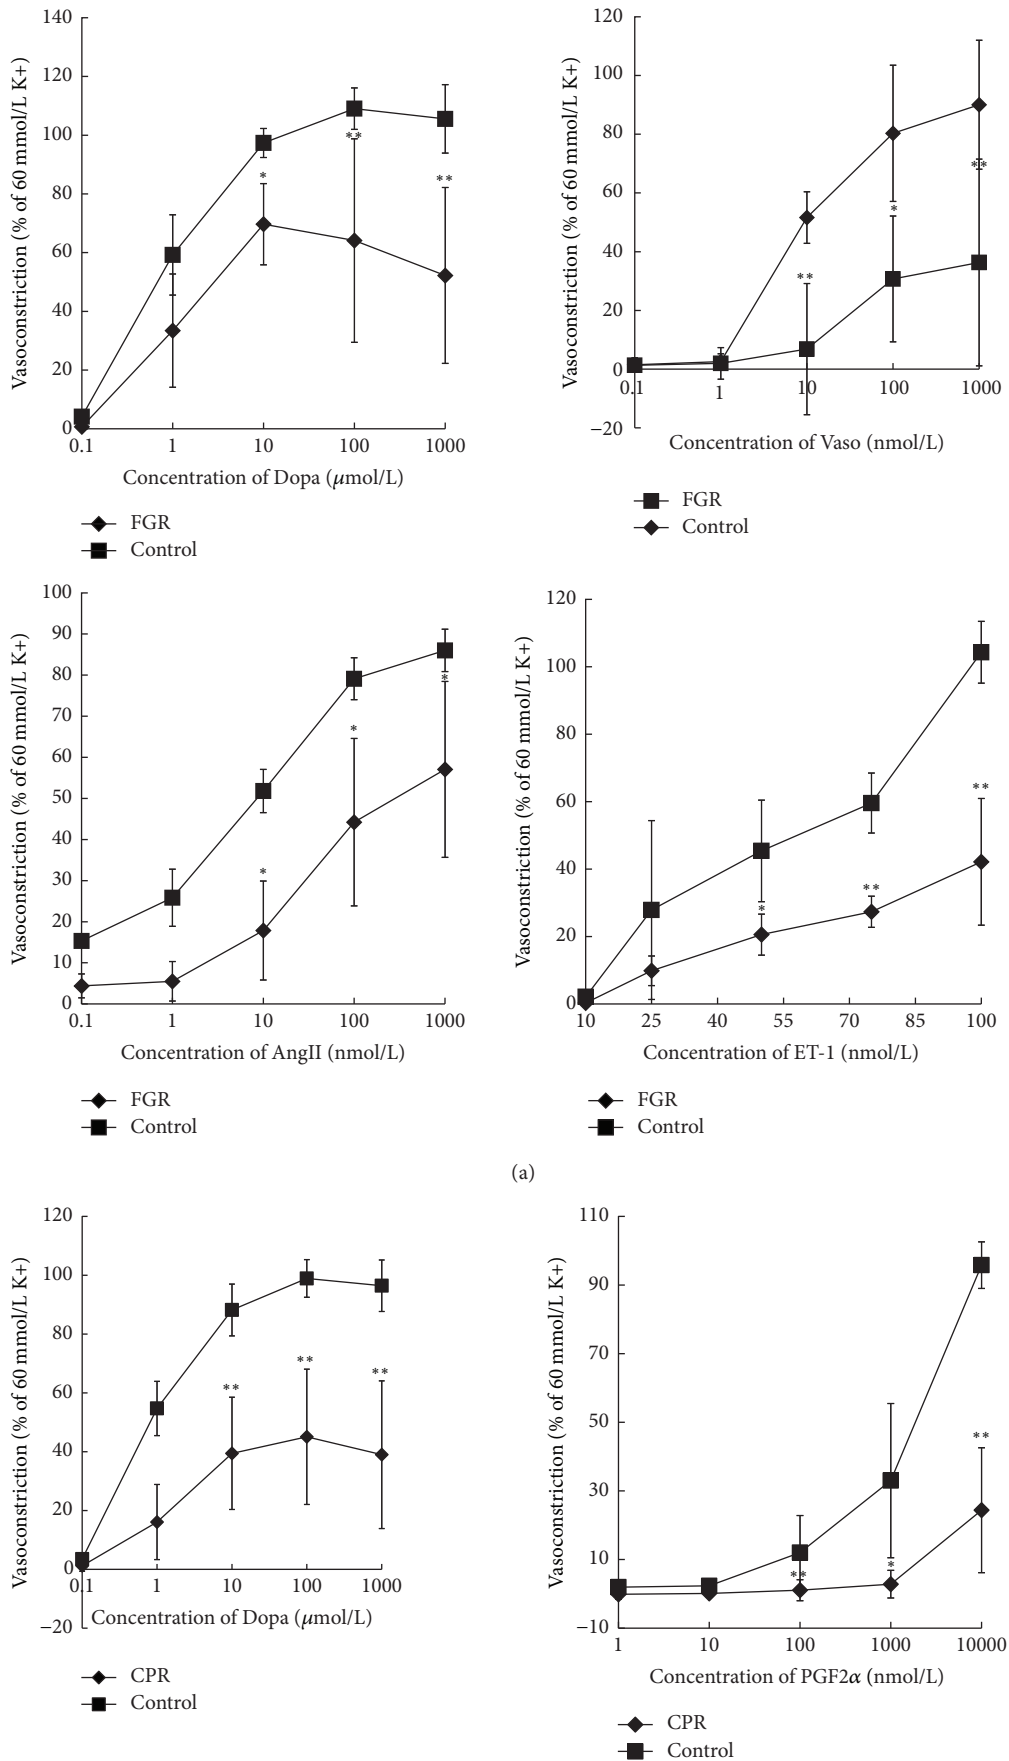 Vasoconstriction (% of 60 mmol/L K+)
140
120
100
80
60
40
20
0
0.1 1 10 100 1000
* ** **
Concentration of Dopa (μmol/L)
FGR
Control
Vasoconstriction (% of 60 mmol/L K+)
120
100
80
60
40
20
0
−20
0.1 1 10 100 1000
** * **
Concentration of Vaso (nmol/L)
FGR
Control
Vasoconstriction (% of 60 mmol/L K+)
100
90
80
70
60
50
40
30
20
10
0
0.1 1 10 100 1000
* * *
Concentration of AngII (nmol/L)
FGR
Control
Vasoconstriction (% of 60 mmol/L K+)
120
100
80
60
40
20
0
10 25 40 55 70 85 100
* ** **
Concentration of ET-1 (nmol/L)
FGR
Control
(a)
Vasoconstriction (% of 60 mmol/L K+)
120
100
80
60
40
20
0
−20
0.1 1 10 100 1000
** ** **
Concentration of Dopa (μmol/L)
CPR
Control
Vasoconstriction (% of 60 mmol/L K+)
110
90
70
50
30
10
−10
1 10 100 1000 10000
** * **
Concentration of PGF2α (nmol/L)
CPR
Control